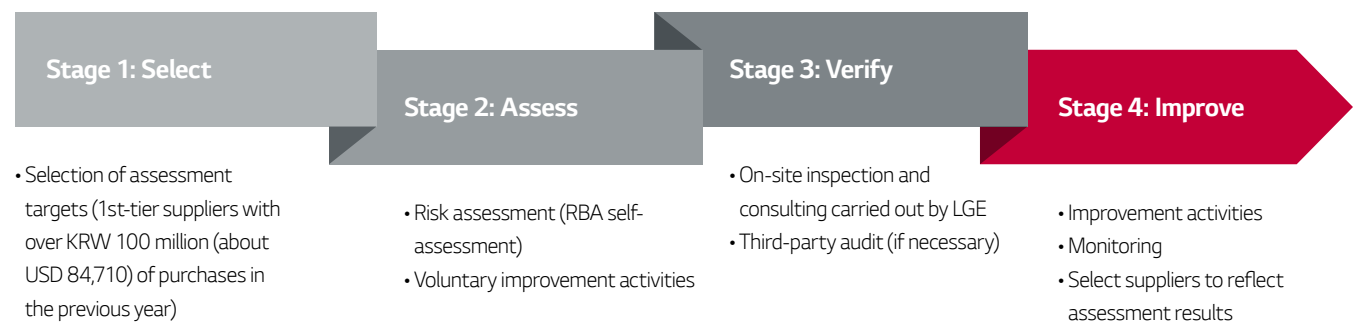 Stage 1: Select
• Selection of assessment
targets (1st-tier suppliers with
over KRW 100 million (about
USD 84,710) of purchases in
the previous year)
Stage 2: Assess
• Risk assessment (RBA self-
assessment)
• Voluntary improvement activities
Stage 3: Verify
• On-site inspection and
consulting carried out by LGE
• Third-party audit (if necessary)
Stage 4: Improve
• Improvement activities
• Monitoring
• Select suppliers to reflect
assessment results